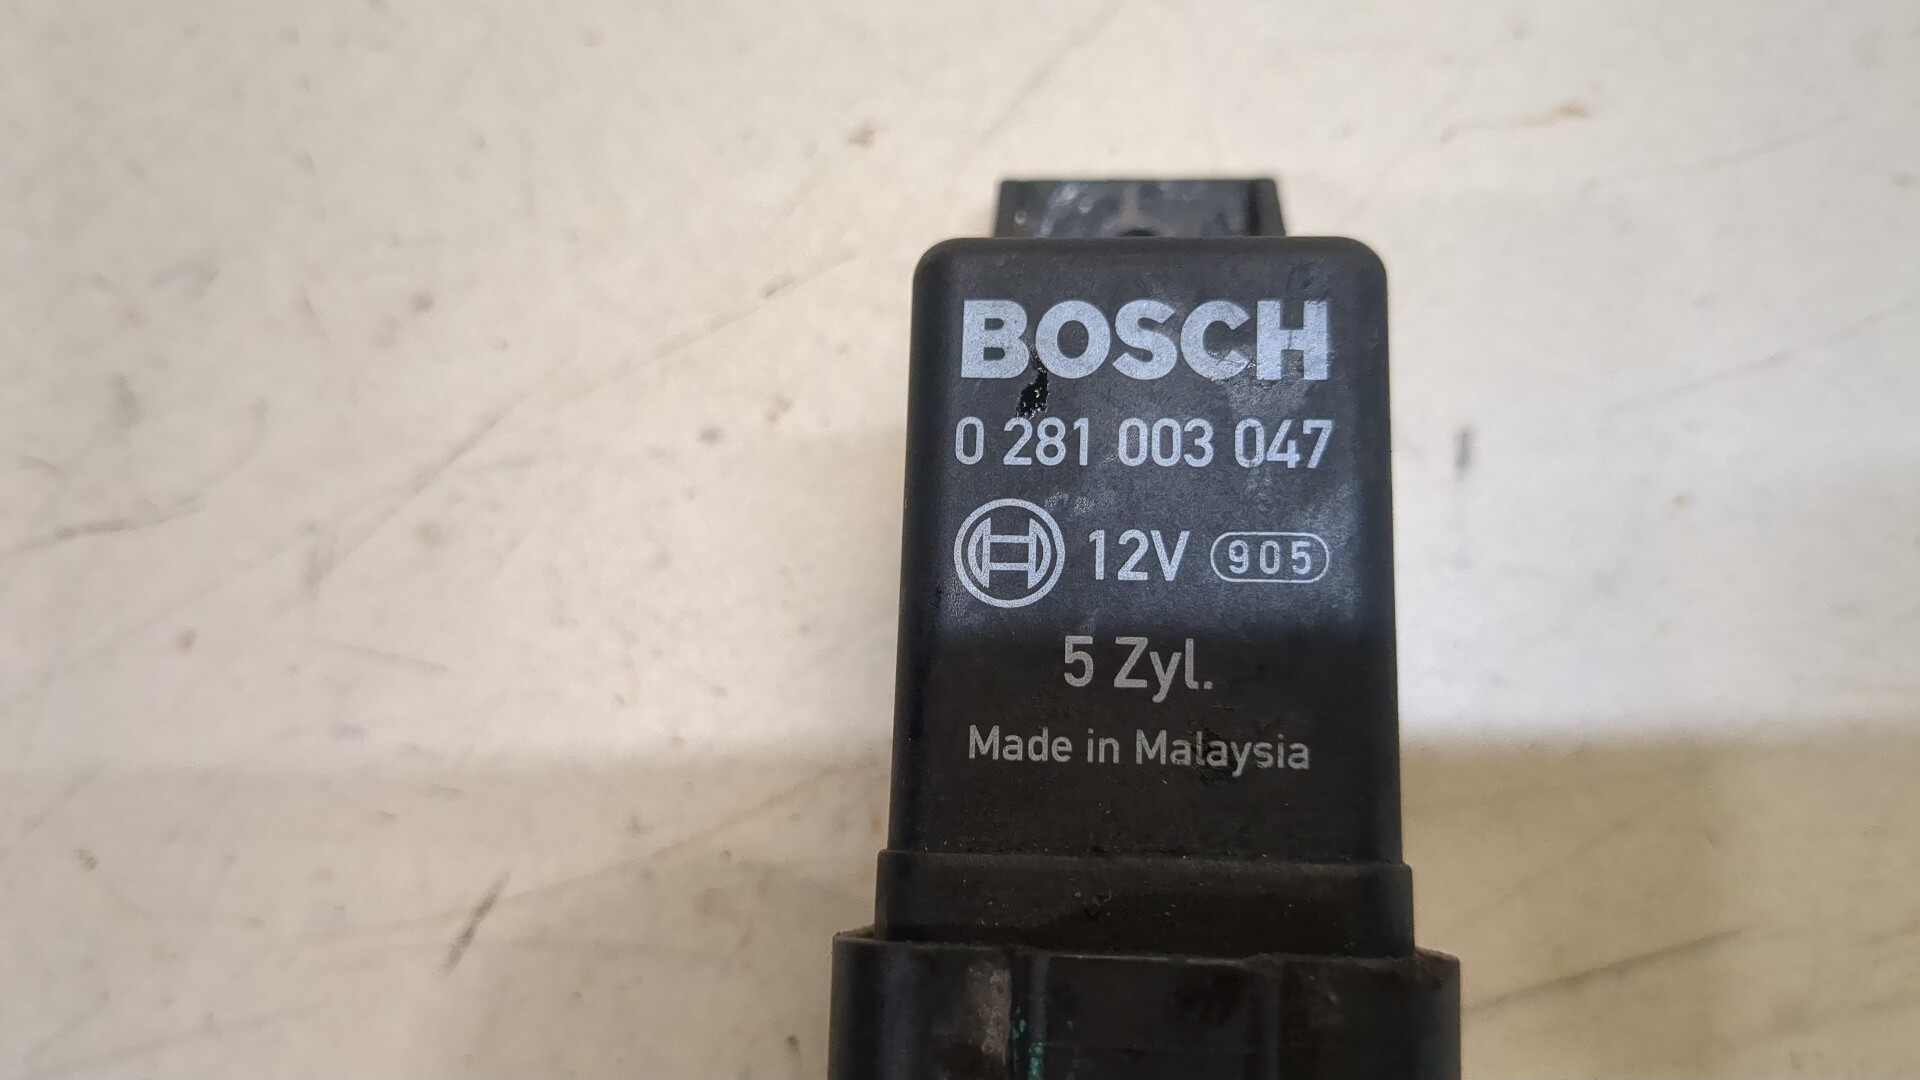 BOSCH
0 281 003 047
12V 905
5 Zyl.
Made in Malaysia